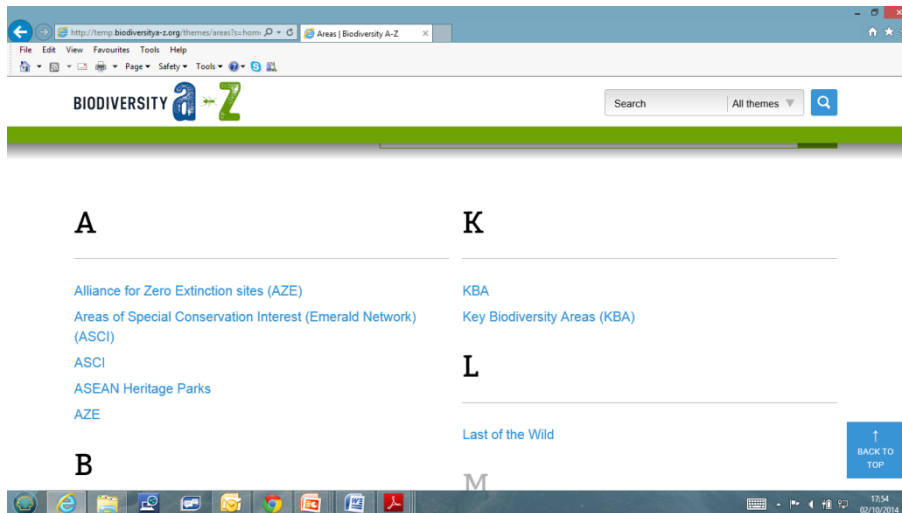 http://temp.biodiversitya-z.org/themes/areas?s=hom
Areas | Biodiversity A-Z
File Edit View Favourites Tools Help
Page Safety Tools
BIODIVERSITY a-z
Search
All themes
A
Alliance for Zero Extinction sites (AZE)
Areas of Special Conservation Interest (Emerald Network)
(ASCI)
ASCI
ASEAN Heritage Parks
AZE
B
K
KBA
Key Biodiversity Areas (KBA)
L
Last of the Wild
M
BACK TO
TOP
17:54
02/10/2014